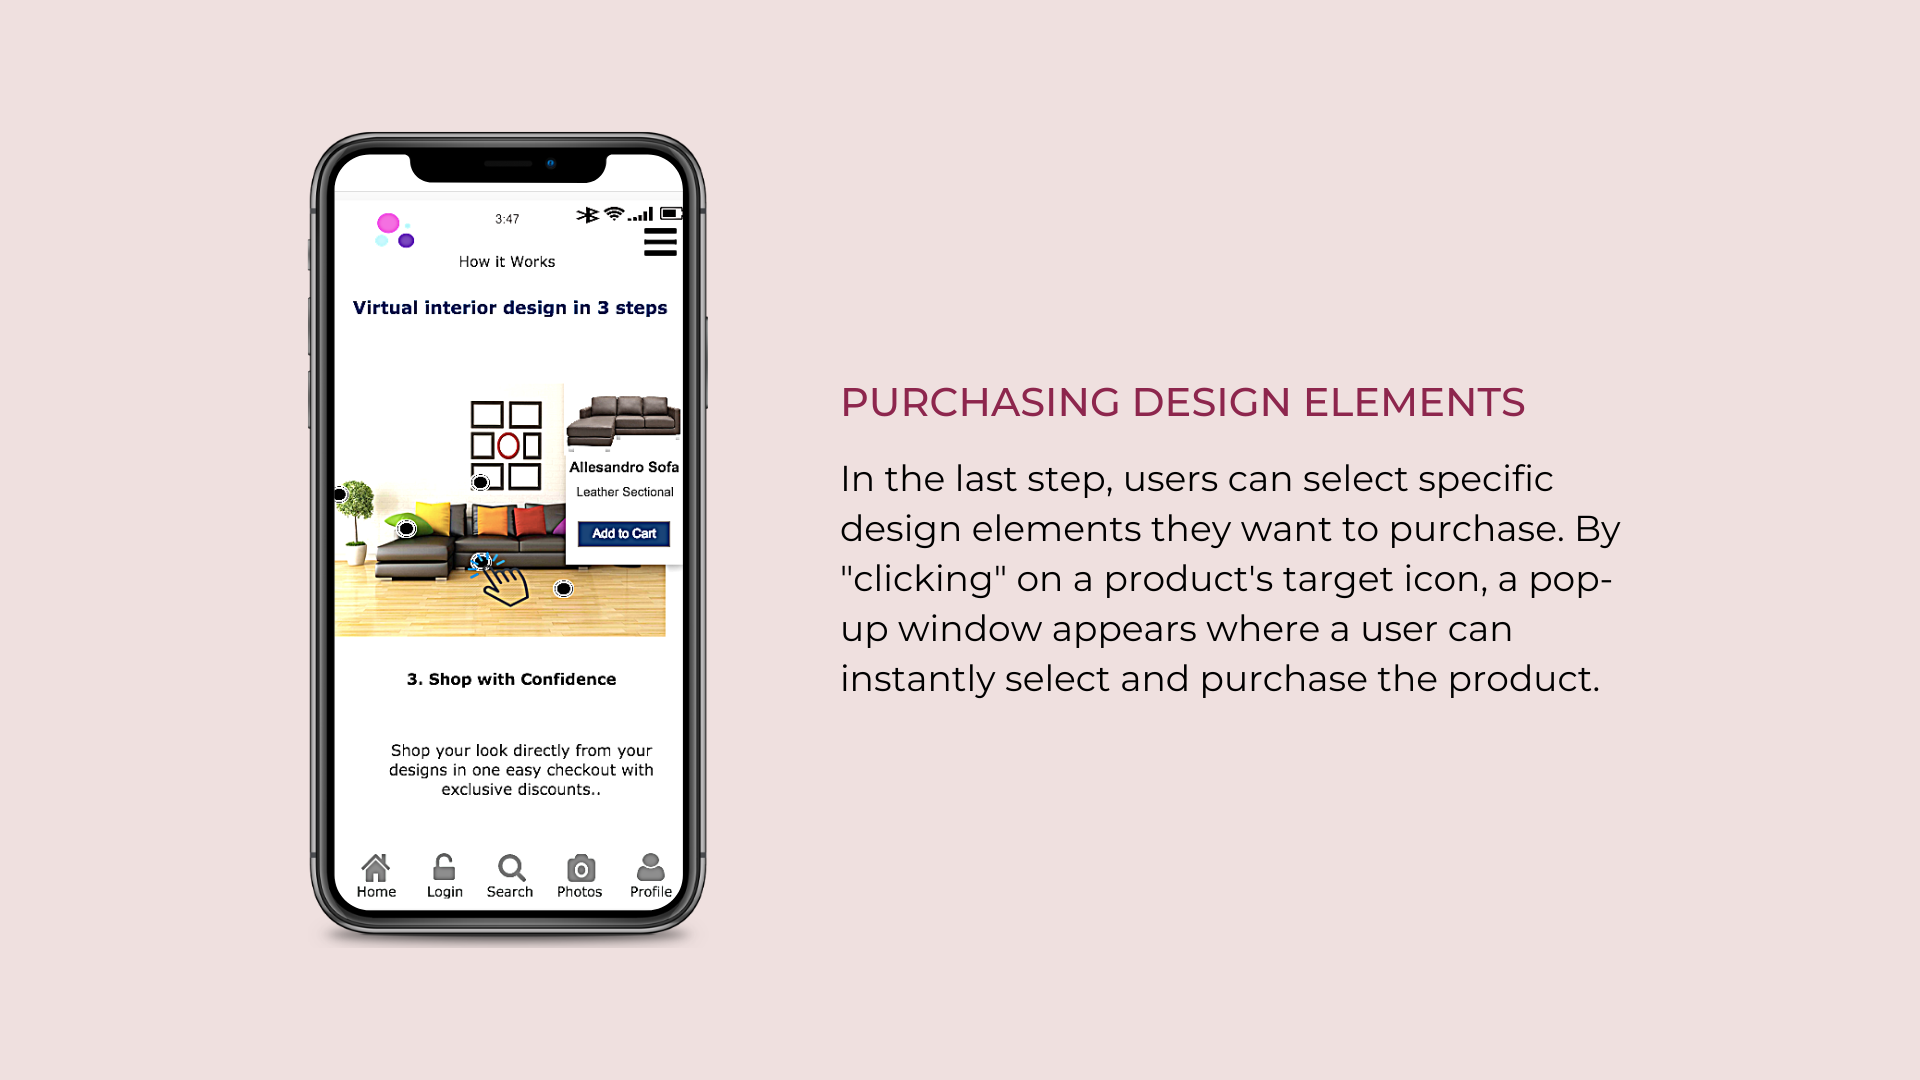 3:47
How it Works
Virtual interior design in 3 steps
Allesandro Sofa
Leather Sectional
Add to Cart
3. Shop with Confidence
Shop your look directly from your
designs in one easy checkout with
exclusive discounts..
Home Login Search Photos Profile
PURCHASING DESIGN ELEMENTS
In the last step, users can select specific
design elements they want to purchase. By
"clicking" on a product's target icon, a pop-
up window appears where a user can
instantly select and purchase the product.